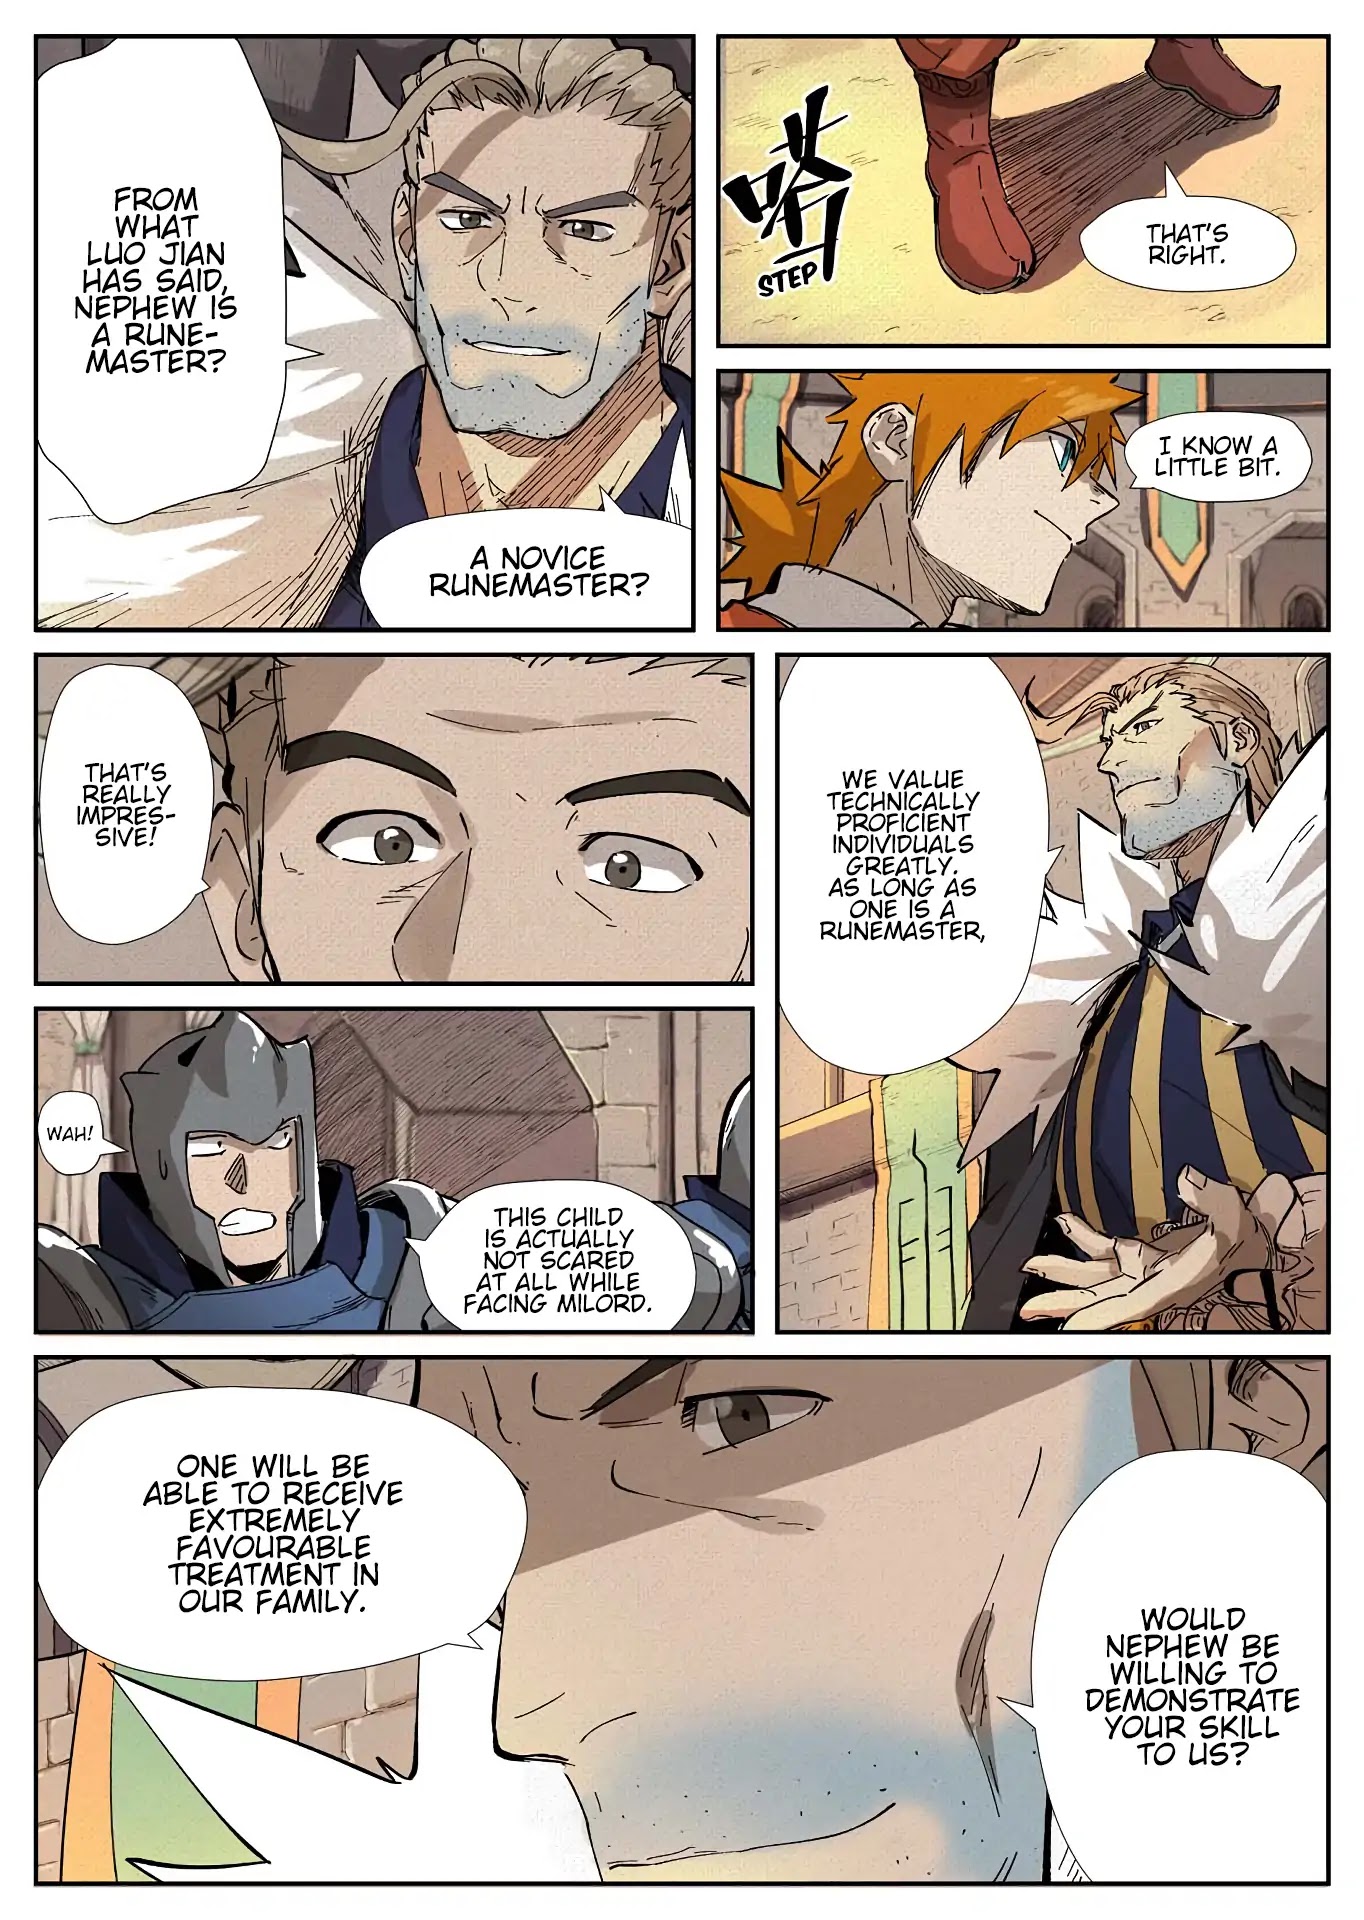 FROM
WHAT
LUO JIAN
HAS SAID,
NEPHEW IS
A RUNE-
MASTER?
A NOVICE
RUNEMASTER?
嗒
STEP
THAT'S
RIGHT.
I KNOW A
LITTLE BIT.
THAT'S
REALLY
IMPRES-
SIVE!
WE VALUE
TECHNICALLY
PROFICIENT
INDIVIDUALS
GREATLY.
AS LONG AS
ONE IS A
RUNEMASTER,
WAH!
THIS CHILD
IS ACTUALLY
NOT SCARED
AT ALL WHILE
FACING MILORD.
ONE WILL BE
ABLE TO RECEIVE
EXTREMELY
FAVOURABLE
TREATMENT IN
OUR FAMILY.
WOULD
NEPHEW BE
WILLING TO
DEMONSTRATE
YOUR SKILL
TO US?